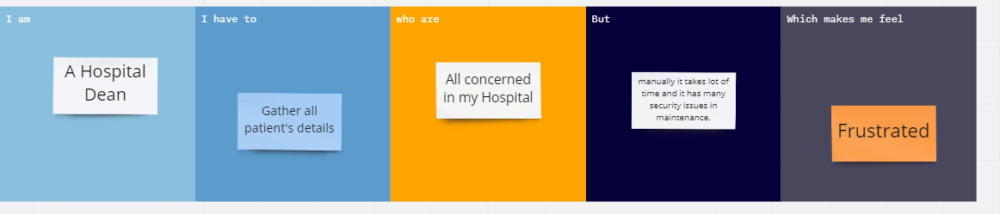 I am
A Hospital
Dean
I have to
Gather all
patient's details
who are
All concerned
in my Hospital
But
manually it takes lot of
time and it has many
security issues in
maintenance.
Which makes me feel
Frustrated